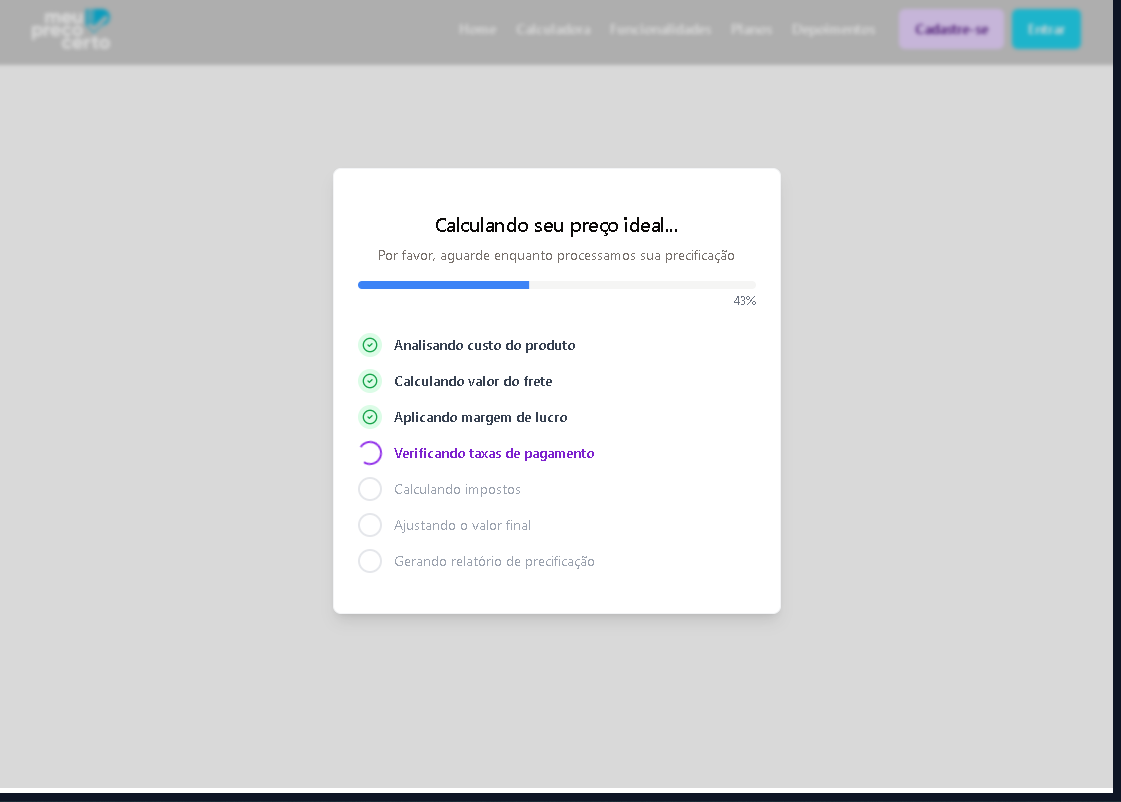 meu
preço
certo
Home Calculadora Funcionalidades Planos Depoimentos Cadastre-se Entrar
Calculando seu preço ideal...
Por favor, aguarde enquanto processamos sua precificação
43%
Analisando custo do produto
Calculando valor do frete
Aplicando margem de lucro
Verificando taxas de pagamento
Calculando impostos
Ajustando o valor final
Gerando relatório de precificação